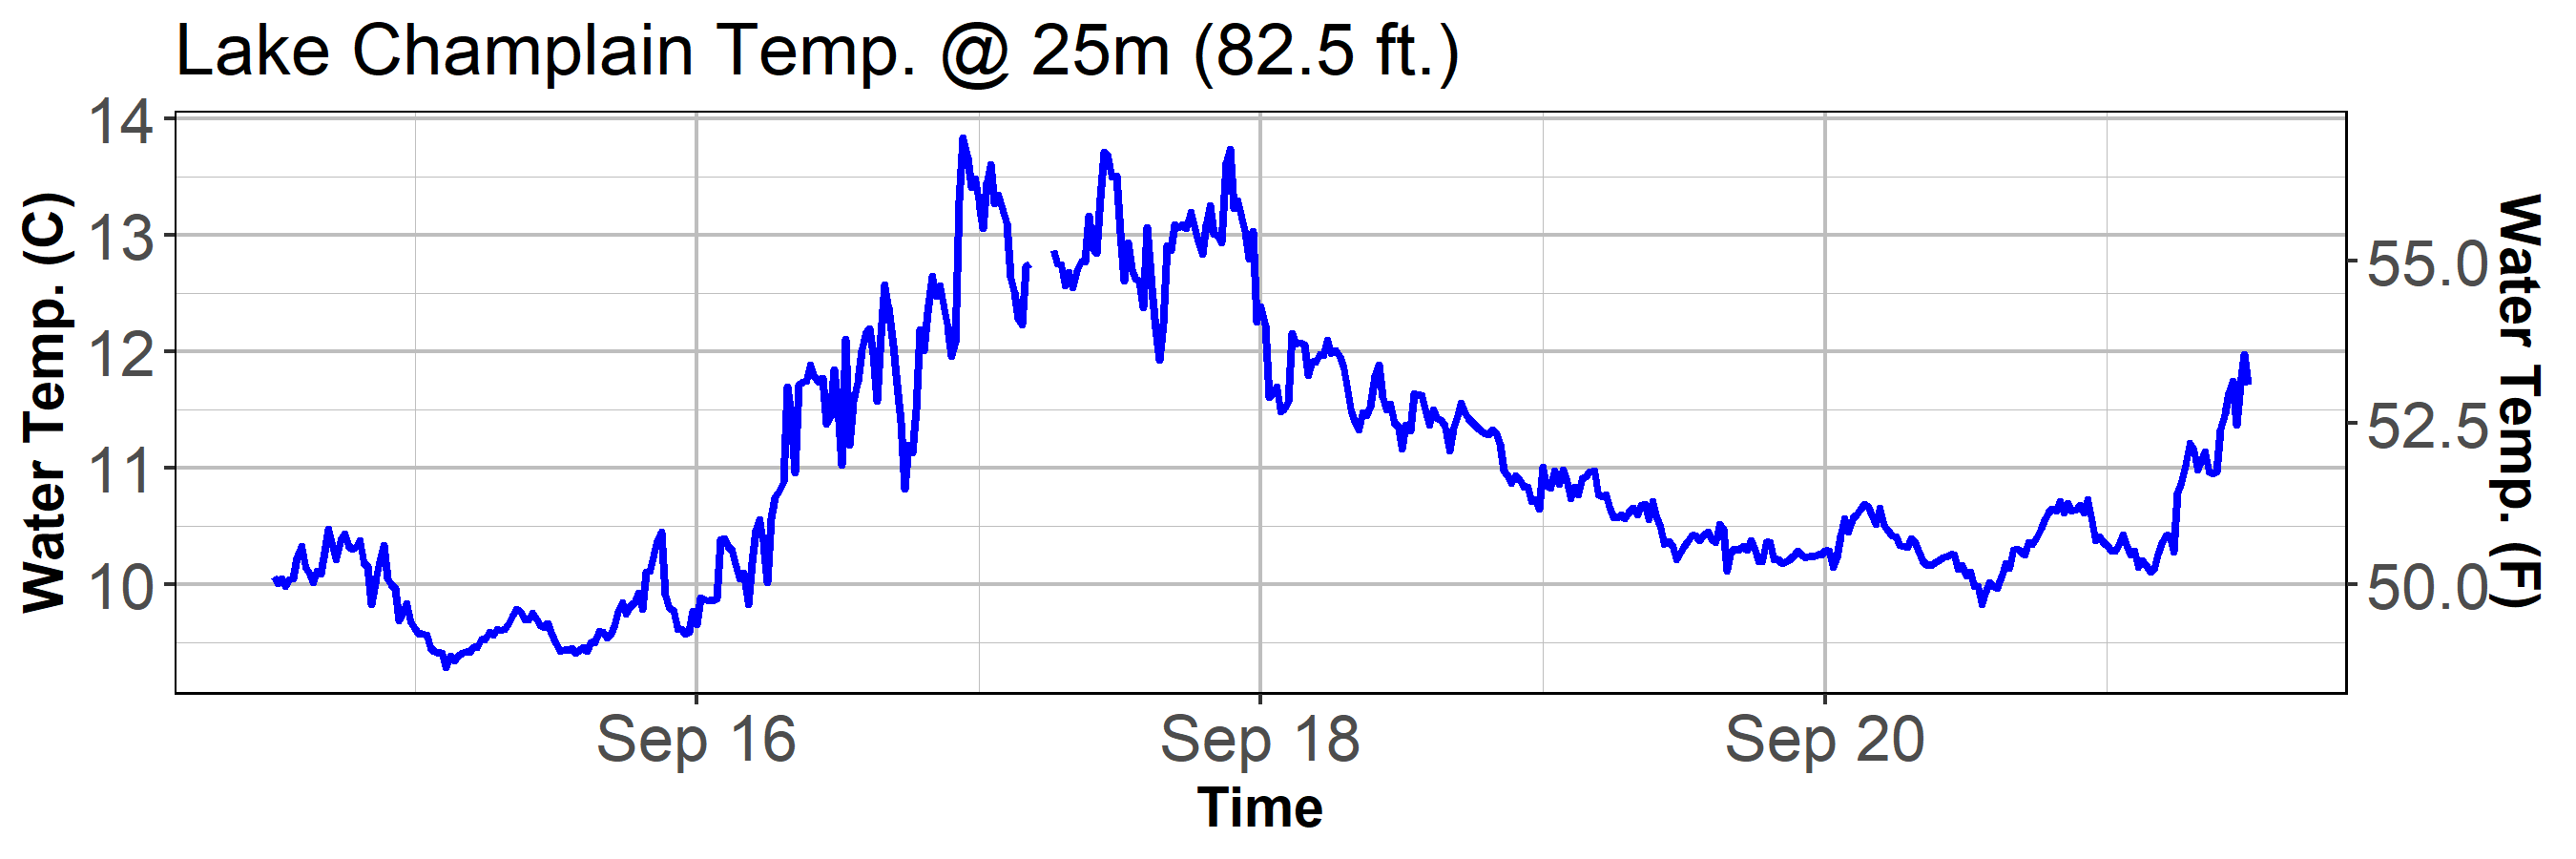 Lake Champlain Temp. @ 25m (82.5 ft.)
Water Temp. (C)
14
13
12
11
10
55.0
52.5
50.0
Water Temp. (F)
Sep 16
Sep 18
Sep 20
Time